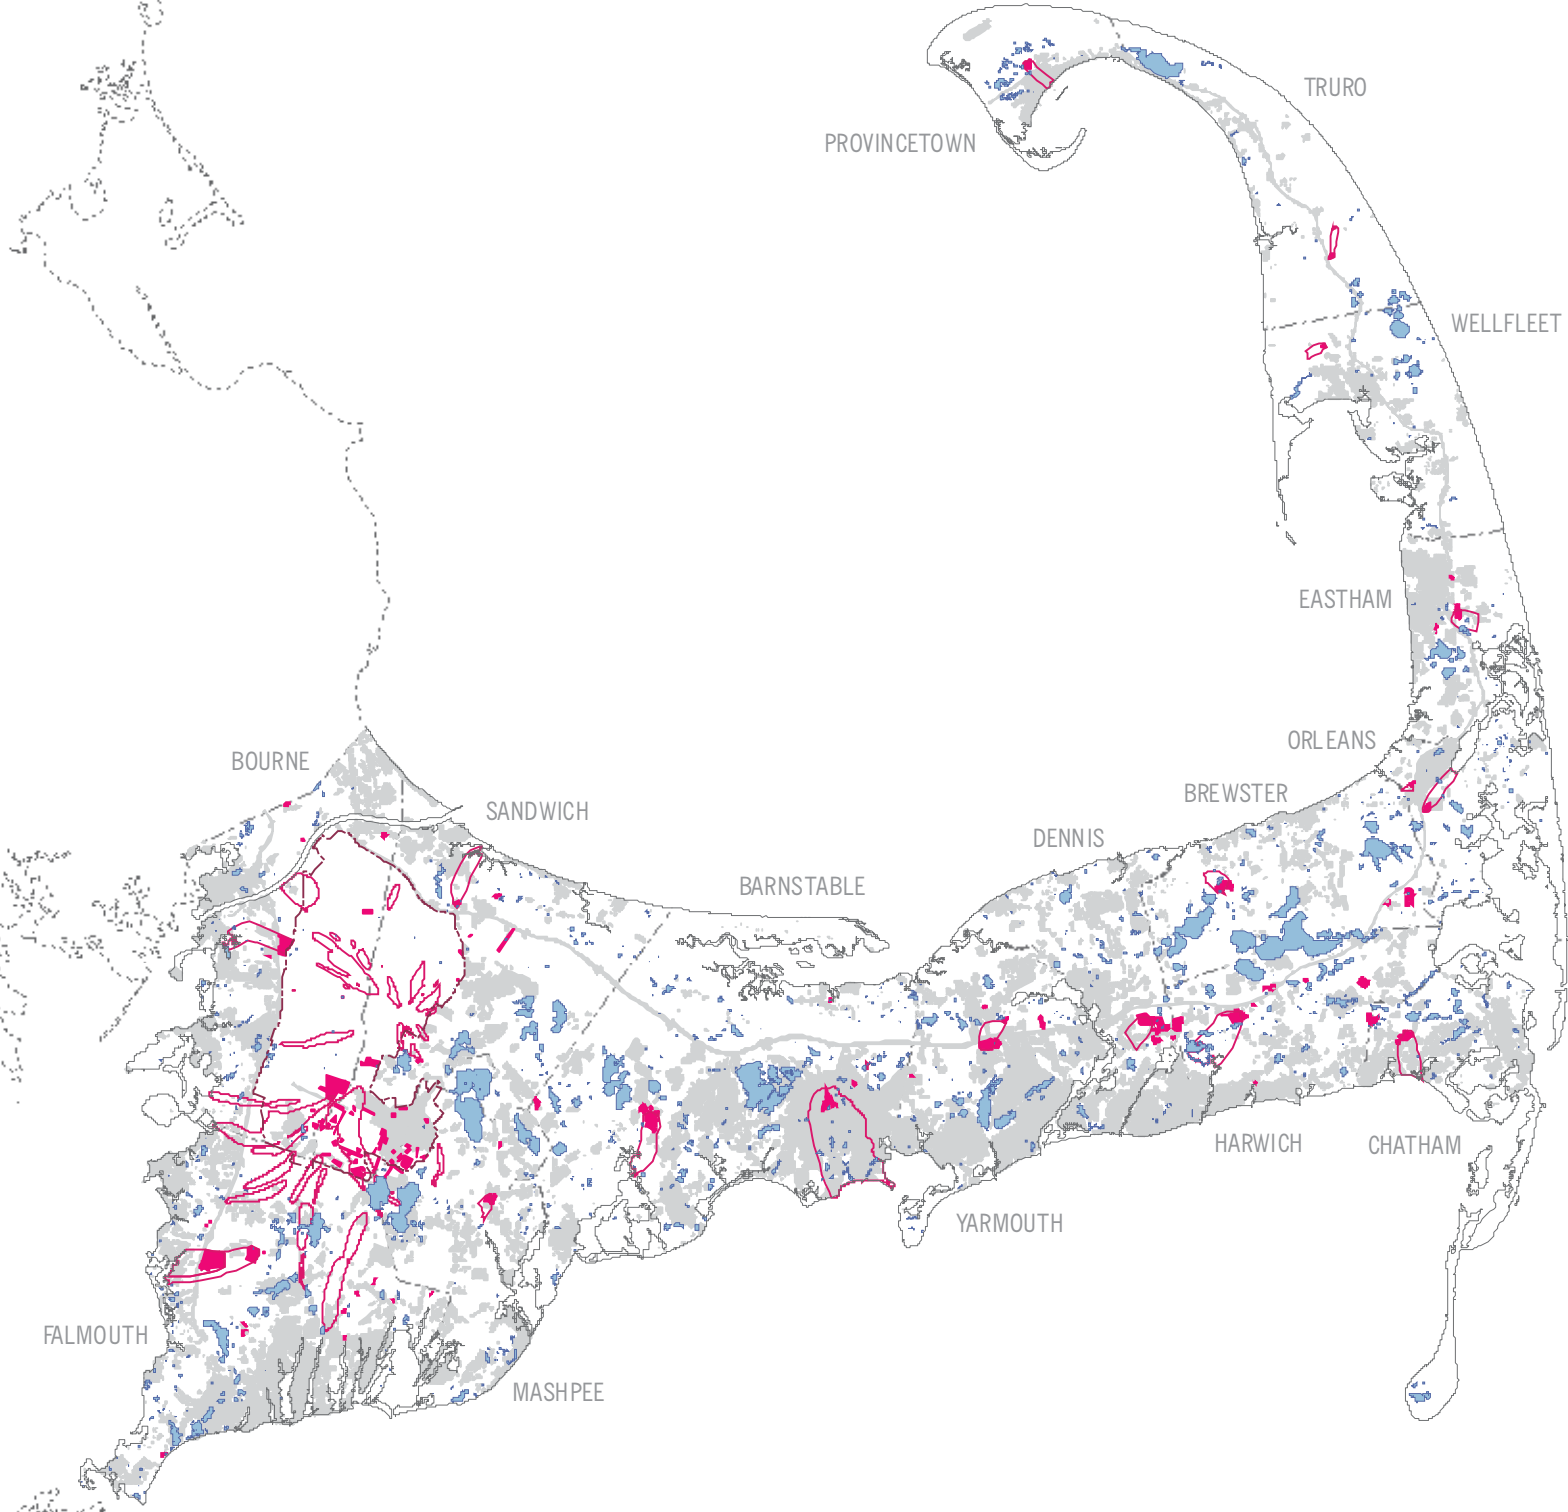 TRURO
PROVINCETOWN
WELLFLEET
EASTHAM
ORLEANS
BOURNE
BREWSTER
SANDWICH
DENNIS
BARNSTABLE
HARWICH
CHATHAM
YARMOUTH
FALMOUTH
MASHPEE